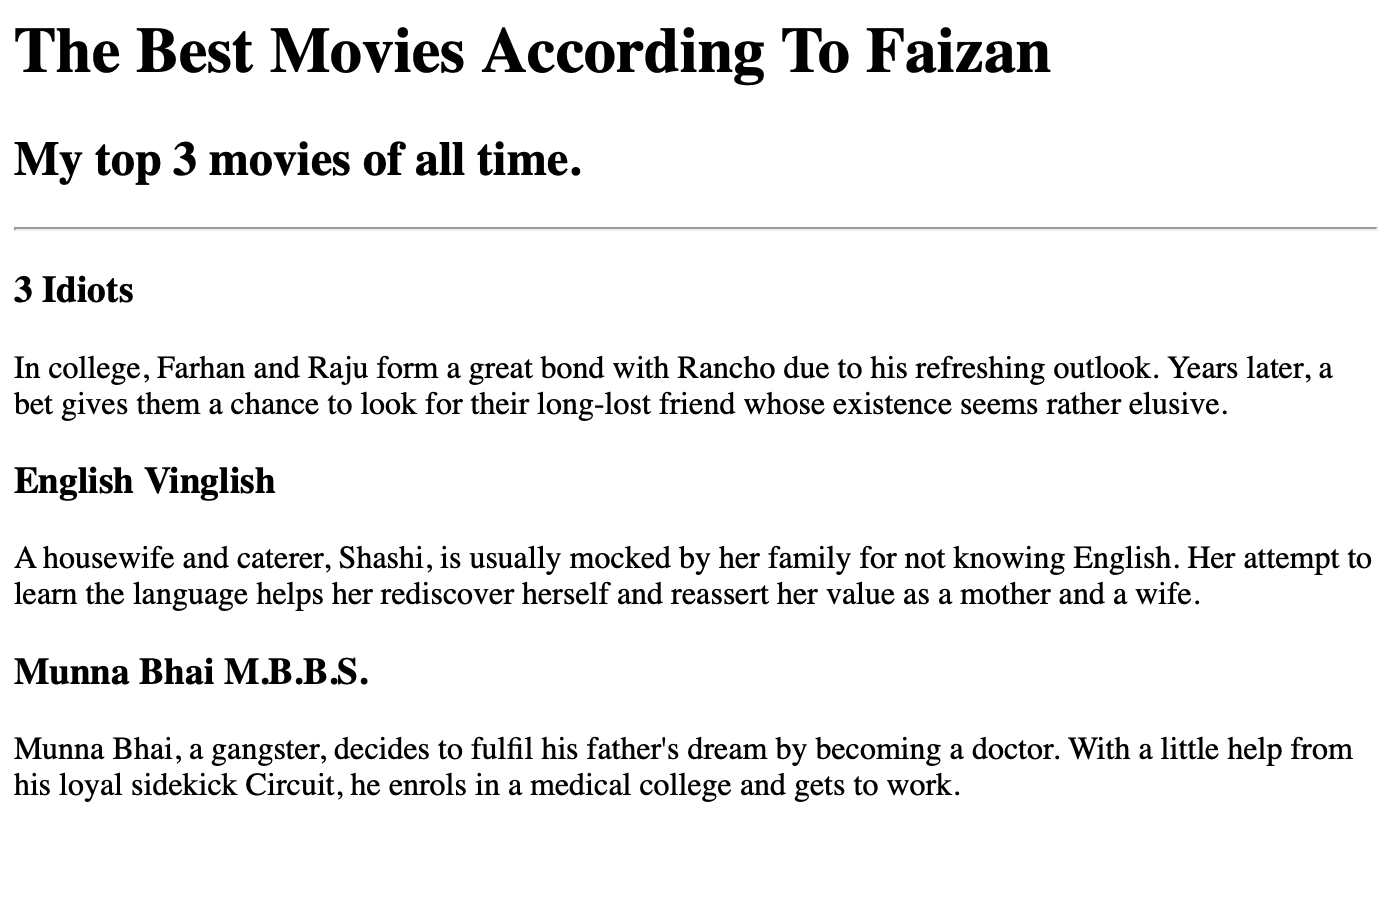 The Best Movies According To Faizan
My top 3 movies of all time.
3 Idiots
In college, Farhan and Raju form a great bond with Rancho due to his refreshing outlook. Years later, a
bet gives them a chance to look for their long-lost friend whose existence seems rather elusive.
English Vinglish
A housewife and caterer, Shashi, is usually mocked by her family for not knowing English. Her attempt to
learn the language helps her rediscover herself and reassert her value as a mother and a wife.
Munna Bhai M.B.B.S.
Munna Bhai, a gangster, decides to fulfil his father's dream by becoming a doctor. With a little help from
his loyal sidekick Circuit, he enrols in a medical college and gets to work.